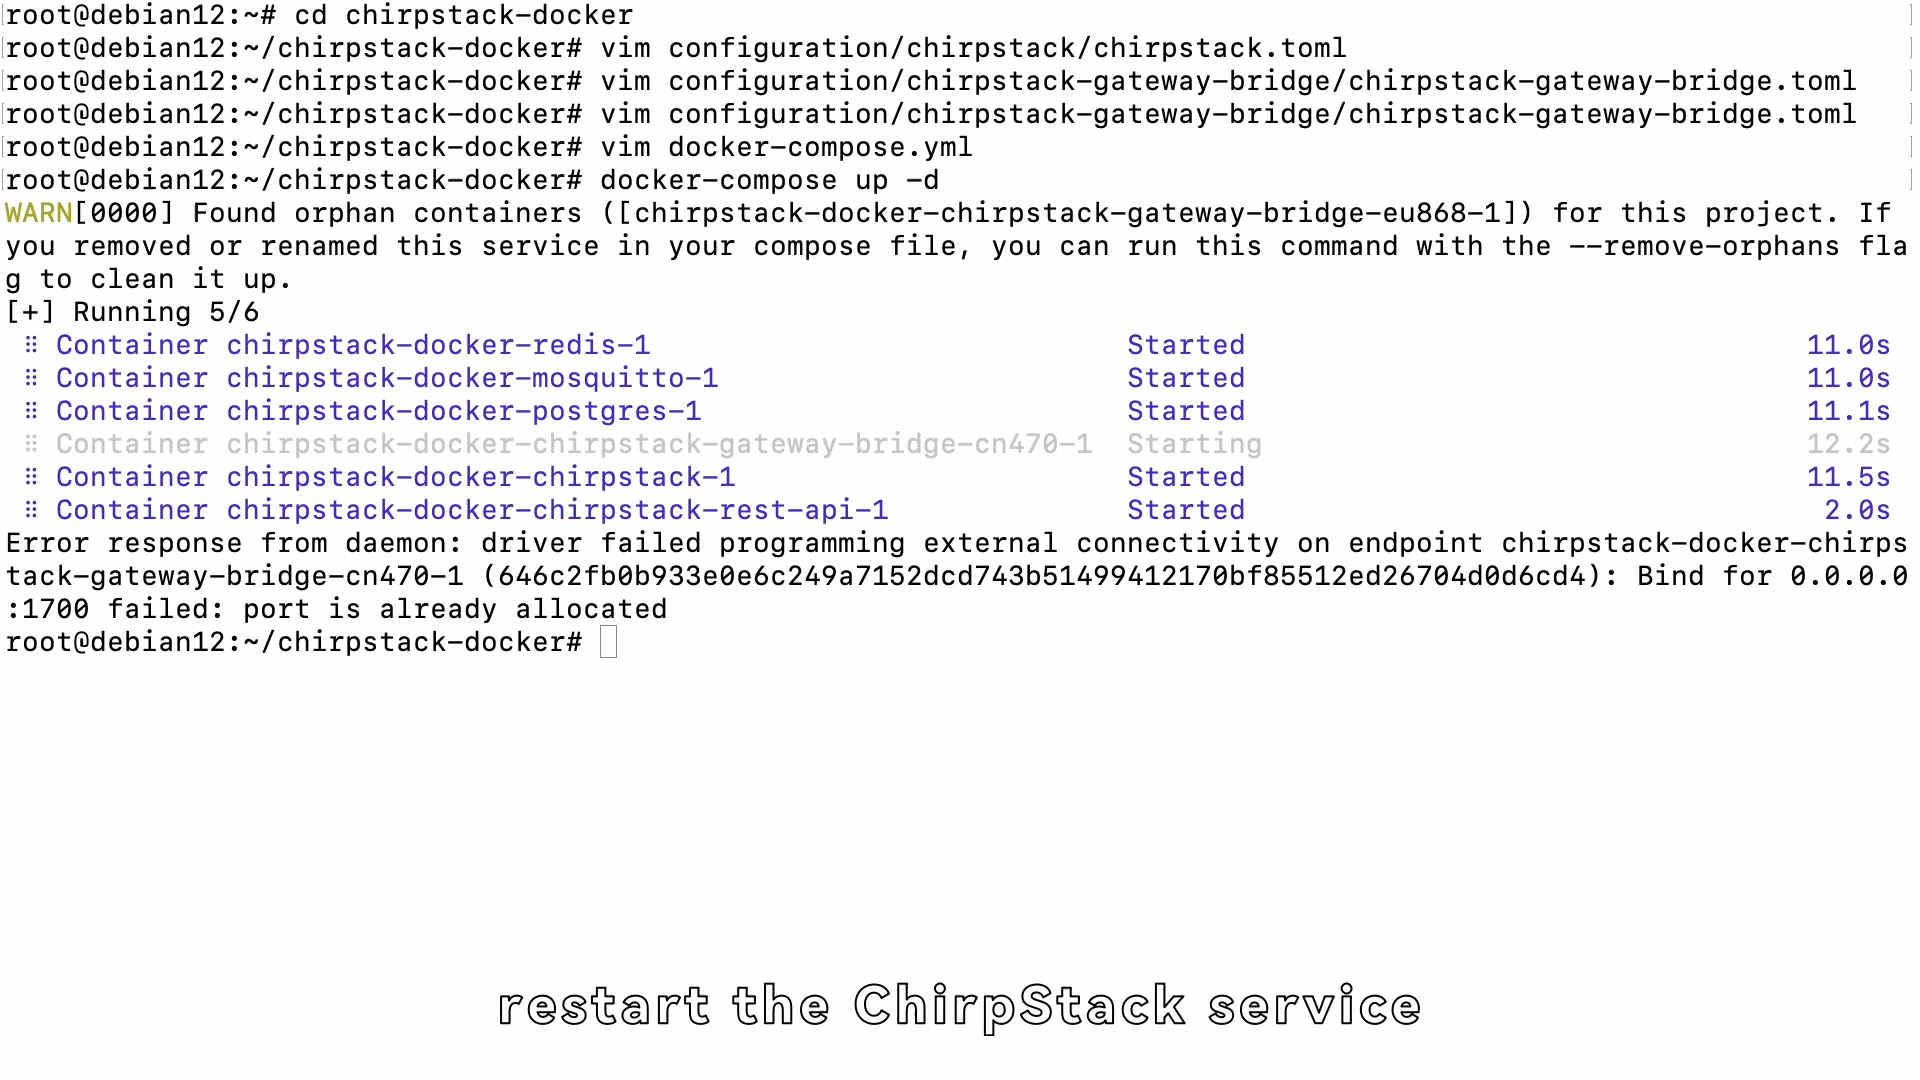 root@debian12:~# cd chirpstack-docker
root@debian12:~/chirpstack-docker# vim configuration/chirpstack/chirpstack.toml
root@debian12:~/chirpstack-docker# vim configuration/chirpstack-gateway-bridge/chirpstack-gateway-bridge.toml
root@debian12:~/chirpstack-docker# vim configuration/chirpstack-gateway-bridge/chirpstack-gateway-bridge.toml
root@debian12:~/chirpstack-docker# vim docker-compose.yml
root@debian12:~/chirpstack-docker# docker-compose up -d
WARN[0000] Found orphan containers ([chirpstack-docker-chirpstack-gateway-bridge-eu868-1]) for this project. If
you removed or renamed this service in your compose file, you can run this command with the --remove-orphans fla
g to clean it up.
[+] Running 5/6
⠿ Container chirpstack-docker-redis-1 Started 11.0s
⠿ Container chirpstack-docker-mosquitto-1 Started 11.0s
⠿ Container chirpstack-docker-postgres-1 Started 11.1s
⠿ Container chirpstack-docker-chirpstack-gateway-bridge-cn470-1 Starting 12.2s
⠿ Container chirpstack-docker-chirpstack-1 Started 11.5s
⠿ Container chirpstack-docker-chirpstack-rest-api-1 Started 2.0s
Error response from daemon: driver failed programming external connectivity on endpoint chirpstack-docker-chirps
tack-gateway-bridge-cn470-1 (646c2fb0b933e0e6c249a7152dcd743b51499412170bf85512ed26704d0d6cd4): Bind for 0.0.0.0
:1700 failed: port is already allocated
root@debian12:~/chirpstack-docker#
restart the ChirpStack service